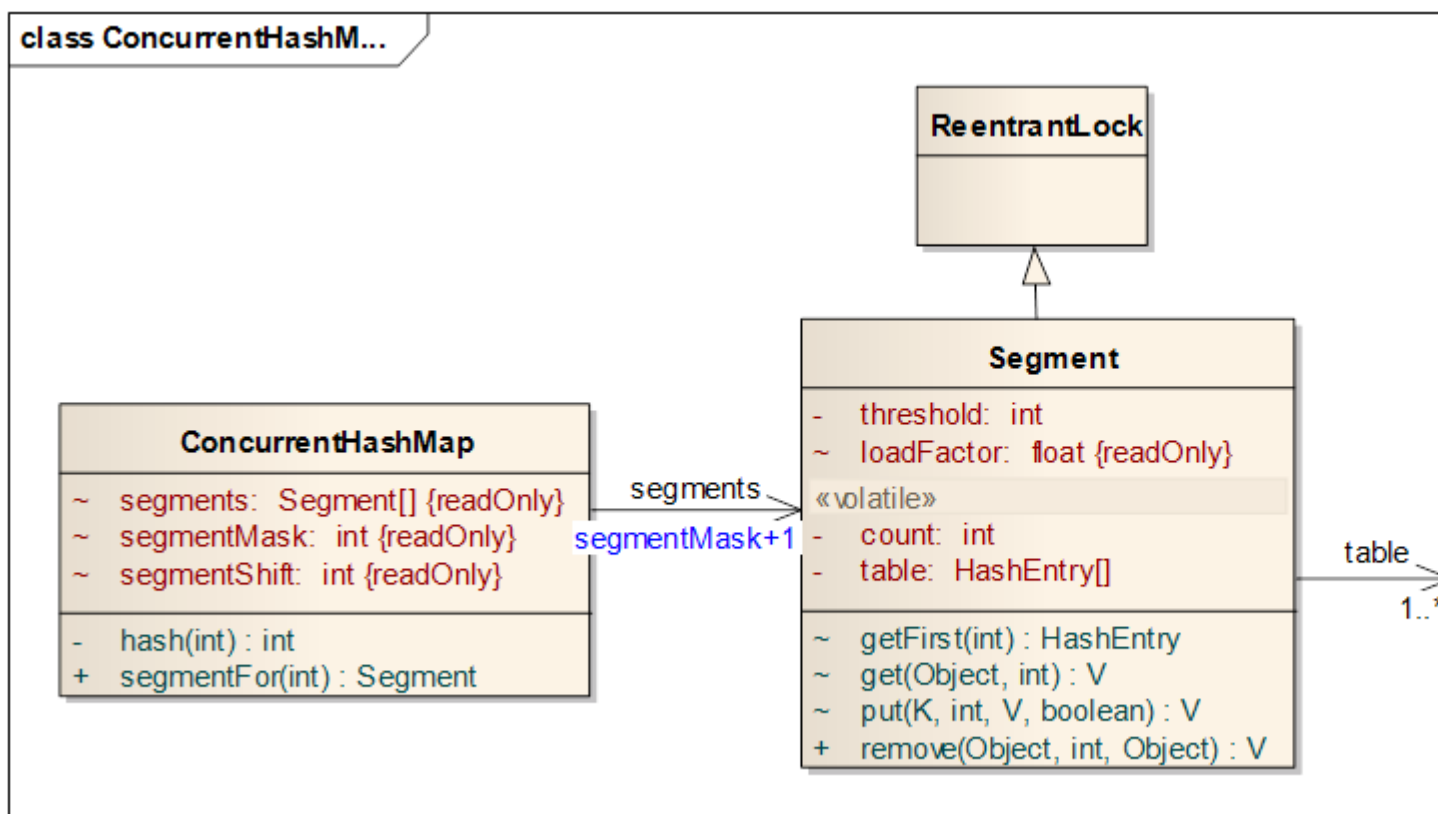 class ConcurrentHashM...
ReentrantLock
Segment
- threshold: int
~ loadFactor: float {readOnly}
«volatile»
- count: int
- table: HashEntry[]
~ getFirst(int) : HashEntry
~ get(Object, int) : V
~ put(K, int, V, boolean) : V
+ remove(Object, int, Object) : V
ConcurrentHashMap
~ segments: Segment[] {readOnly}
~ segmentMask: int {readOnly}
~ segmentShift: int {readOnly}
- hash(int) : int
+ segmentFor(int) : Segment
segments
segmentMask+1
table
1..*